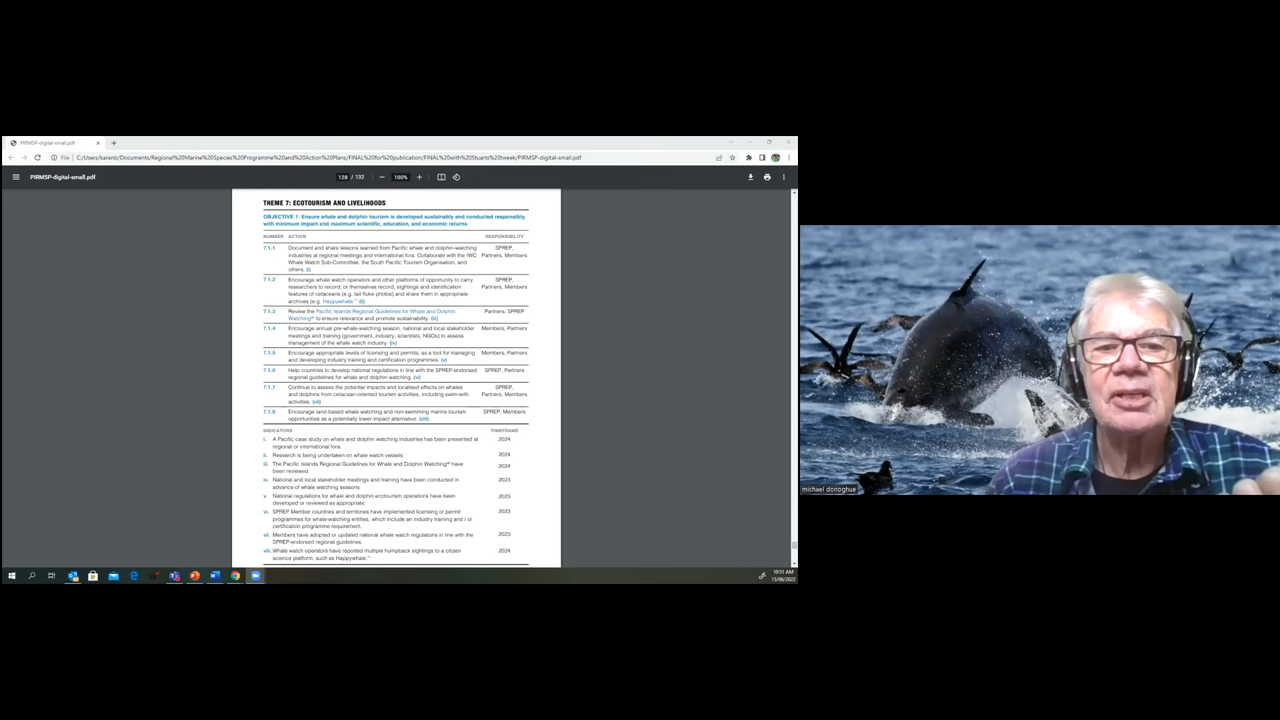 PIRMSP-digital-small.pdf
File
C:/Users/karenb/Documents/Regional%20Marine%20Species%20Programme%20and%20Action%20Plans/FINAL%20for%20publication/FINAL%20with%20Stuarts%20tweak/PIRMSP-digital-small.pdf
PIRMSP-digital-small.pdf
128 / 132
100%
THEME 7: ECOTOURISM AND LIVELIHOODS
OBJECTIVE 1: Ensure whale and dolphin tourism is developed sustainably and conducted responsibly,
with minimum impact and maximum scientific, education, and economic returns
NUMBER ACTION RESPONSIBILITY
7.1.1 Document and share lessons learned from Pacific whale and dolphin-watching SPREP,
industries at regional meetings and international fora. Collaborate with the IWC Partners, Members
Whale Watch Sub-Committee, the South Pacific Tourism Organisation, and
others. (i)
7.1.2 Encourage whale watch operators and other platforms of opportunity to carry SPREP,
researchers to record, or themselves record, sightings and identification Partners, Members
features of cetaceans (e.g. tail fluke photos) and share them in appropriate
archives (e.g. Happywhale. (ii)
7.1.3 Review the Pacific Islands Regional Guidelines for Whale and Dolphin Partners, SPREP
Watching to ensure relevance and promote sustainability. (iii)
7.1.4 Encourage annual pre-whale-watching season, national and local stakeholder Members, Partners
meetings and training (government, industry, scientists, NGOs) to assess
management of the whale watch industry. (iv)
7.1.5 Encourage appropriate levels of licensing and permits, as a tool for managing Members, Partners
and developing industry training and certification programmes. (v)
7.1.6 Help countries to develop national regulations in line with the SPREP-endorsed SPREP, Partners
regional guidelines for whale and dolphin watching. (vi)
7.1.7 Continue to assess the potential impacts and localised effects on whales SPREP,
and dolphins from cetacean-oriented tourism activities, including swim-with Partners, Members
activities. (vii)
7.1.8 Encourage land-based whale watching and non-swimming marine tourism SPREP, Members
opportunities as a potentially lower-impact alternative. (viii)
INDICATORS TIMEFRAME
i. A Pacific case study on whale and dolphin watching industries has been presented at 2024
regional or international fora.
ii. Research is being undertaken on whale watch vessels 2024
iii. The Pacific Islands Regional Guidelines for Whale and Dolphin Watching have 2024
been reviewed.
iv. National and local stakeholder meetings and training have been conducted in 2023
advance of whale watching seasons.
v. National regulations for whale and dolphin ecotourism operations have been 2023
developed or reviewed as appropriate.
vi. SPREP Member countries and territories have implemented licensing or permit 2023
programmes for whale-watching entities, which include an industry training and / or
certification programme requirement.
vii. Members have adopted or updated national whale watch regulations in line with the 2023
SPREP-endorsed regional guidelines.
viii. Whale watch operators have reported multiple humpback sightings to a citizen 2024
science platform, such as Happywhale.
michael donoghue
10:51 AM
13/06/2022